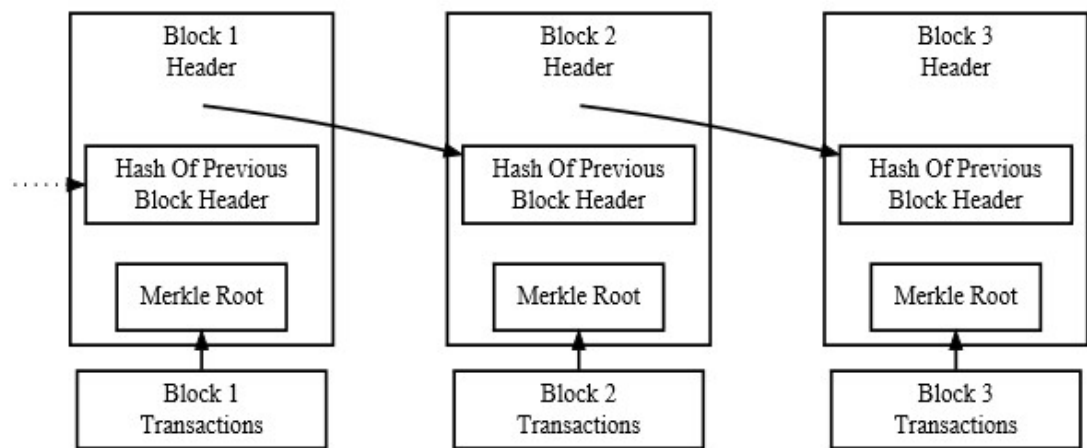 Block 1
Header
Hash Of Previous
Block Header
Merkle Root
Block 1
Transactions
Block 2
Header
Hash Of Previous
Block Header
Merkle Root
Block 2
Transactions
Block 3
Header
Hash Of Previous
Block Header
Merkle Root
Block 3
Transactions